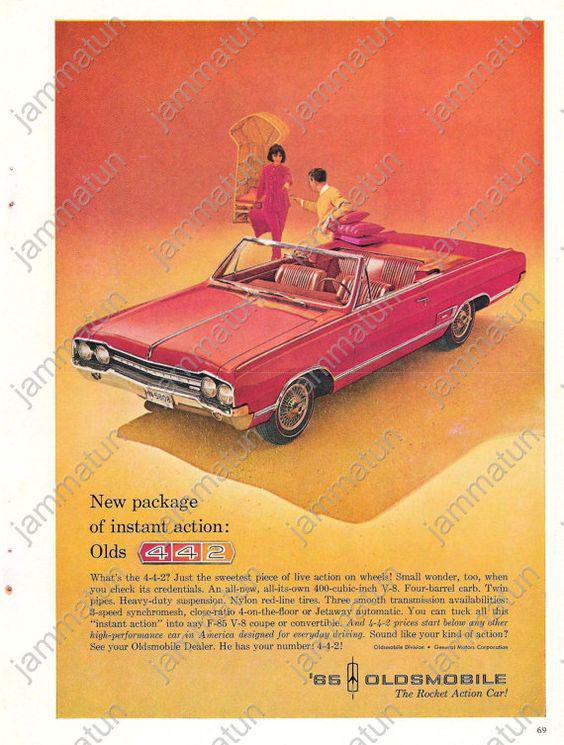 N•5808
New package
of instant action:
Olds 4 4 2
What's the 4-4-2? Just the sweetest piece of live action on wheels! Small wonder, too, when
you check its credentials. An all-new, all-its-own 400-cubic-inch V-8. Four-barrel carb. Twin
pipes. Heavy-duty suspension. Nylon red-line tires. Three smooth transmission availabilities:
3-speed synchromesh, close-ratio 4-on-the-floor or Jetaway automatic. You can tuck all this
"instant action" into any F-85 V-8 coupe or convertible. And 4-4-2 prices start below any other
high-performance car in America designed for everyday driving. Sound like your kind of action?
See your Oldsmobile Dealer. He has your number: 4-4-2!
Oldsmobile Division • General Motors Corporation
'65 OLDSMOBILE
The Rocket Action Car!
69
jammatun